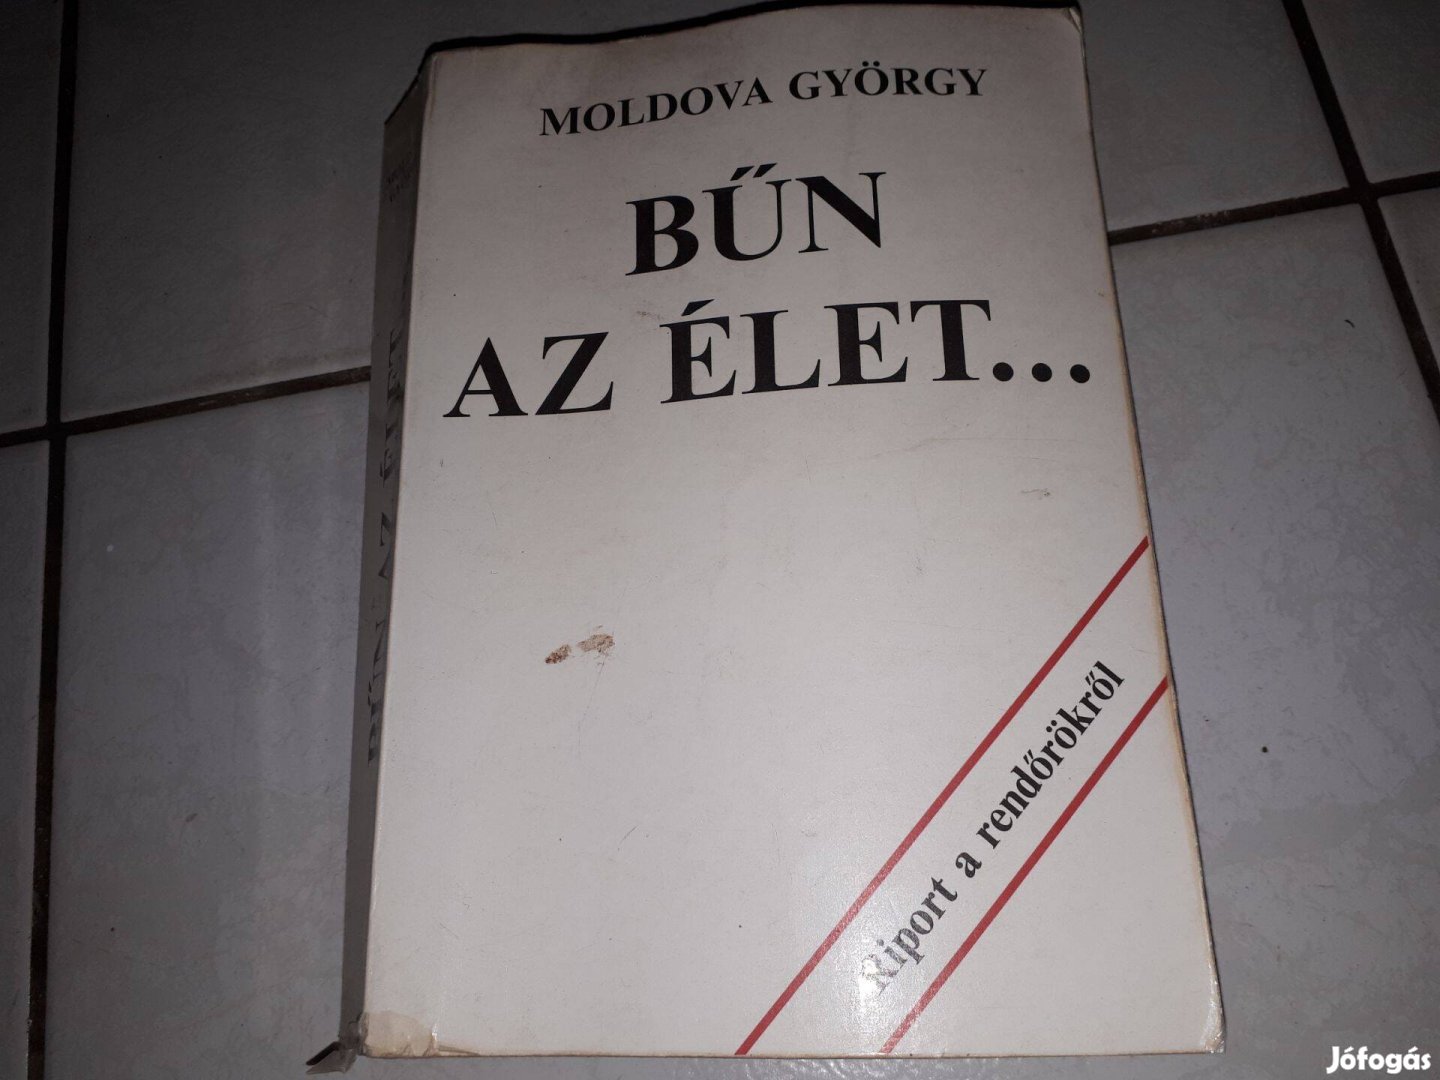 MOLDOVA GYÖRGY
BŰN
AZ ÉLET...
Riport a rendőrökről
BŰN AZ ÉLET...
Jófogás